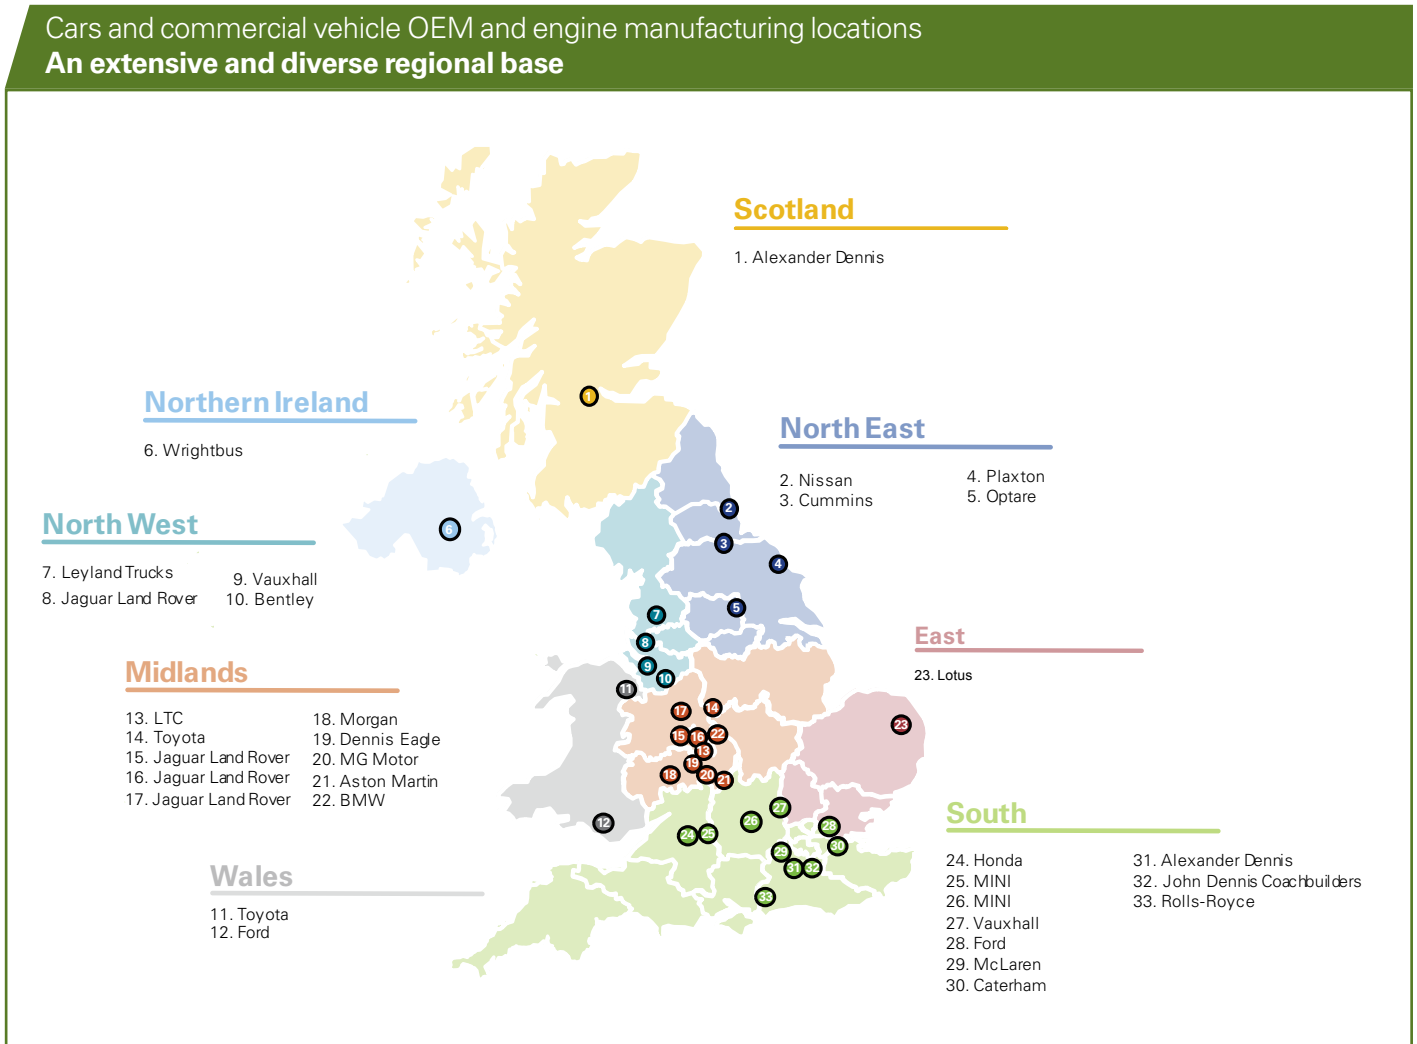 Cars and commercial vehicle OEM and engine manufacturing locations
An extensive and diverse regional base
Scotland
1. Alexander Dennis
Northern Ireland
6. Wrightbus
North East
2. Nissan
3. Cummins
4. Plaxton
5. Optare
North West
7. Leyland Trucks
8. Jaguar Land Rover
9. Vauxhall
10. Bentley
East
23. Lotus
Midlands
13. LTC
14. Toyota
15. Jaguar Land Rover
16. Jaguar Land Rover
17. Jaguar Land Rover
18. Morgan
19. Dennis Eagle
20. MG Motor
21. Aston Martin
22. BMW
South
24. Honda
25. MINI
26. MINI
27. Vauxhall
28. Ford
29. McLaren
30. Caterham
31. Alexander Dennis
32. John Dennis Coachbuilders
33. Rolls-Royce
Wales
11. Toyota
12. Ford
1
2
3
4
5
6
7
8
9
10
11
17
14
15
16
22
13
19
18
20
21
23
12
27
26
24
25
28
30
29
31
32
33